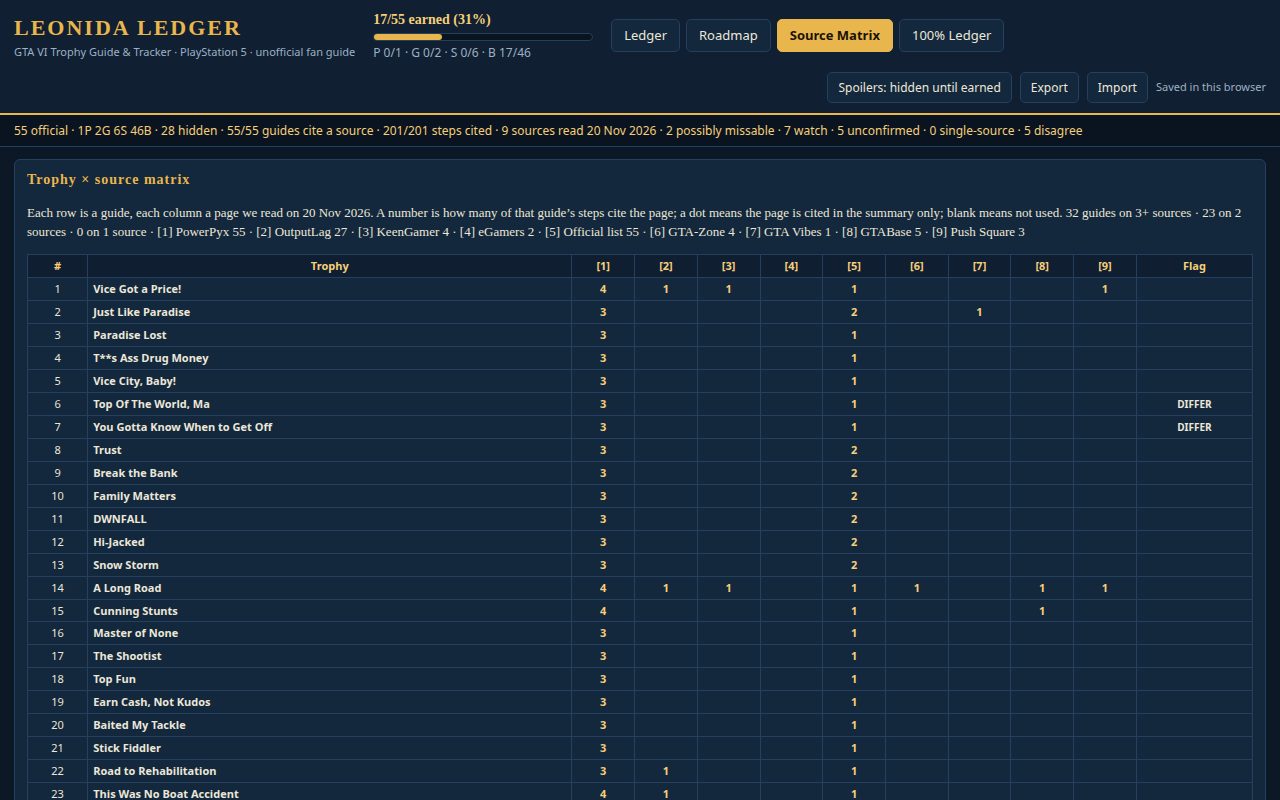 LEONIDA LEDGER
GTA VI Trophy Guide & Tracker · PlayStation 5 · unofficial fan guide
17/55 earned (31%)
P 0/1 · G 0/2 · S 0/6 · B 17/46
Ledger
Roadmap
Source Matrix
100% Ledger
Spoilers: hidden until earned
Export
Import
Saved in this browser
55 official · 1P 2G 6S 46B · 28 hidden · 55/55 guides cite a source · 201/201 steps cited · 9 sources read 20 Nov 2026 · 2 possibly missable · 7 watch · 5 unconfirmed · 0 single-source · 5 disagree
Trophy × source matrix
Each row is a guide, each column a page we read on 20 Nov 2026. A number is how many of that guide’s steps cite the page; a dot means the page is cited in the summary only; blank means not used. 32 guides on 3+ sources · 23 on 2
sources · 0 on 1 source · [1] PowerPyx 55 · [2] OutputLag 27 · [3] KeenGamer 4 · [4] eGamers 2 · [5] Official list 55 · [6] GTA-Zone 4 · [7] GTA Vibes 1 · [8] GTABase 5 · [9] Push Square 3
# Trophy [1] [2] [3] [4] [5] [6] [7] [8] [9] Flag
1 Vice Got a Price! 4 1 1 1 1
2 Just Like Paradise 3 2 1
3 Paradise Lost 3 1
4 T**s Ass Drug Money 3 1
5 Vice City, Baby! 3 1
6 Top Of The World, Ma 3 1 DIFFER
7 You Gotta Know When to Get Off 3 1 DIFFER
8 Trust 3 2
9 Break the Bank 3 2
10 Family Matters 3 2
11 DWNFALL 3 2
12 Hi-Jacked 3 2
13 Snow Storm 3 2
14 A Long Road 4 1 1 1 1 1 1
15 Cunning Stunts 4 1 1
16 Master of None 3 1
17 The Shootist 3 1
18 Top Fun 3 1
19 Earn Cash, Not Kudos 3 1
20 Baited My Tackle 3 1
21 Stick Fiddler 3 1
22 Road to Rehabilitation 3 1 1
23 This Was No Boat Accident 4 1 1